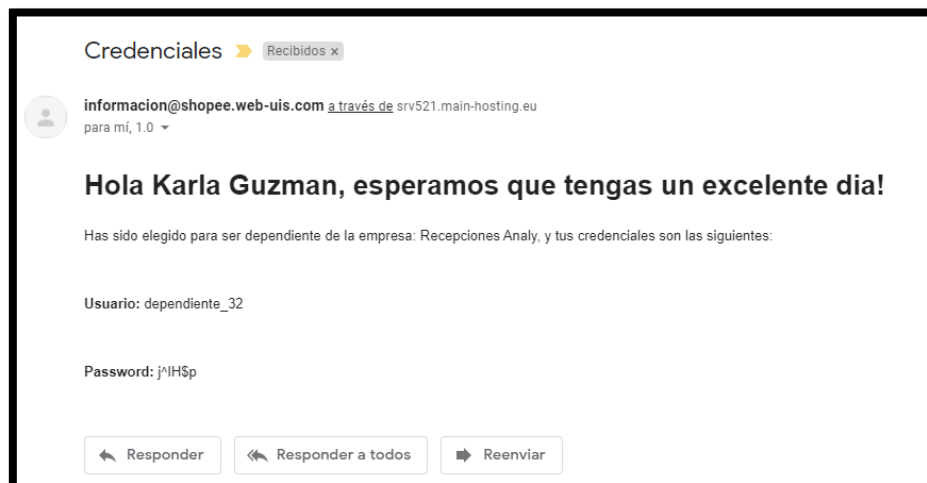 Credenciales
Recibidos x
informacion@shopee.web-uis.com a través de srv521.main-hosting.eu
para mí, 1.0
Hola Karla Guzman, esperamos que tengas un excelente dia!
Has sido elegido para ser dependiente de la empresa: Recepciones Analy, y tus credenciales son las siguientes:
Usuario: dependiente_32
Password:
Responder
Responder a todos
Reenviar